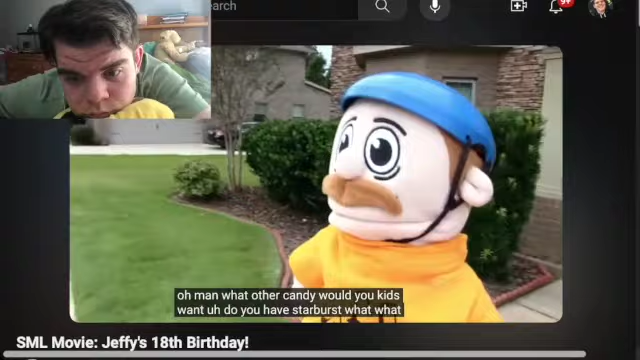 earch
9+
oh man what other candy would you kids
want uh do you have starburst what what
SML Movie: Jeffy's 18th Birthday!